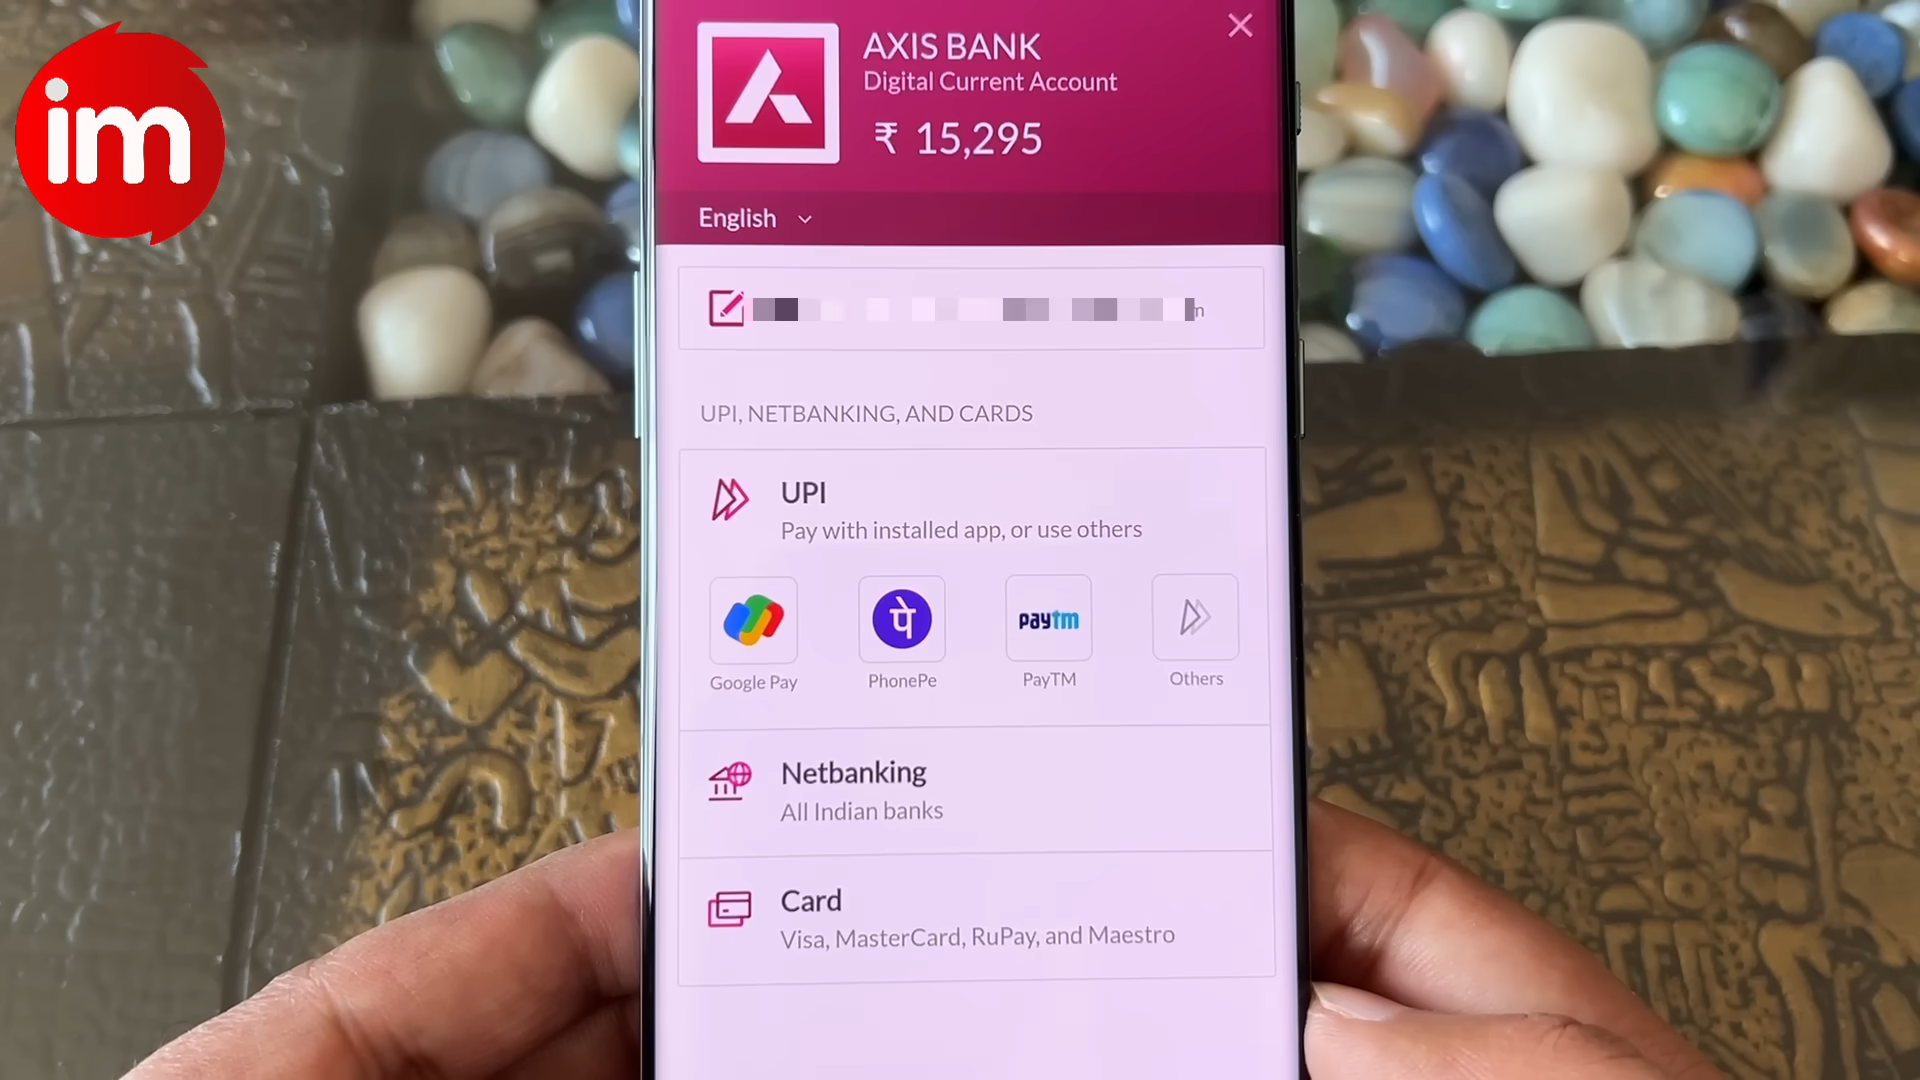 im
AXIS BANK
Digital Current Account
₹ 15,295
English
n
UPI, NETBANKING, AND CARDS
UPI
Pay with installed app, or use others
पे
paytm
Google Pay
PhonePe
PayTM
Others
Netbanking
All Indian banks
Card
Visa, MasterCard, RuPay, and Maestro